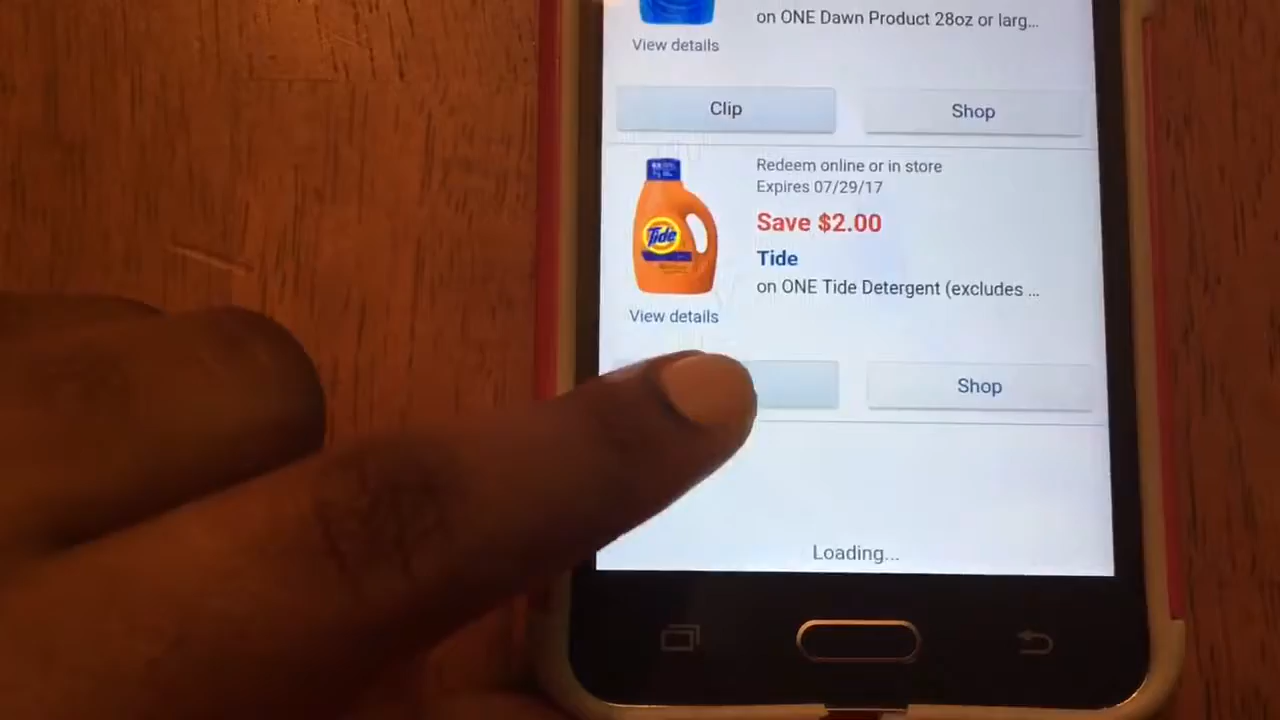 on ONE Dawn Product 28oz or larg...
View details
Clip
Shop
Redeem online or in store
Expires 07/29/17
Save $2.00
Tide
Tide
on ONE Tide Detergent (excludes ...
View details
Shop
Loading...